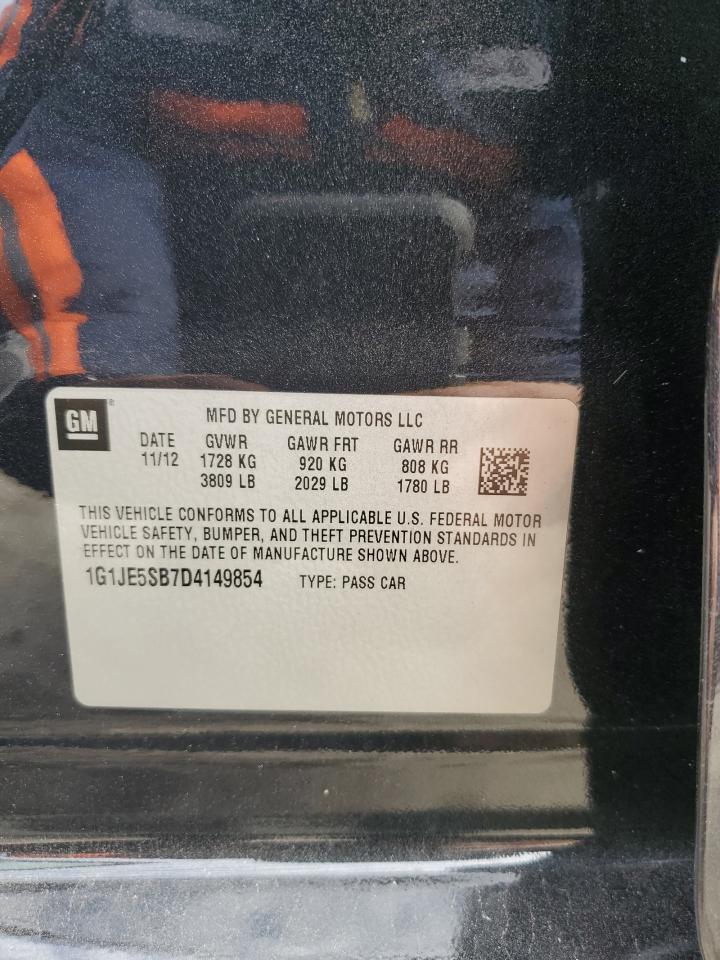 GM ® MFD BY GENERAL MOTORS LLC
DATE GVWR GAWR FRT GAWR RR
11/12 1728 KG 920 KG 808 KG
3809 LB 2029 LB 1780 LB
THIS VEHICLE CONFORMS TO ALL APPLICABLE U.S. FEDERAL MOTOR
VEHICLE SAFETY, BUMPER, AND THEFT PREVENTION STANDARDS IN
EFFECT ON THE DATE OF MANUFACTURE SHOWN ABOVE.
1G1JE5SB7D4149854 TYPE: PASS CAR